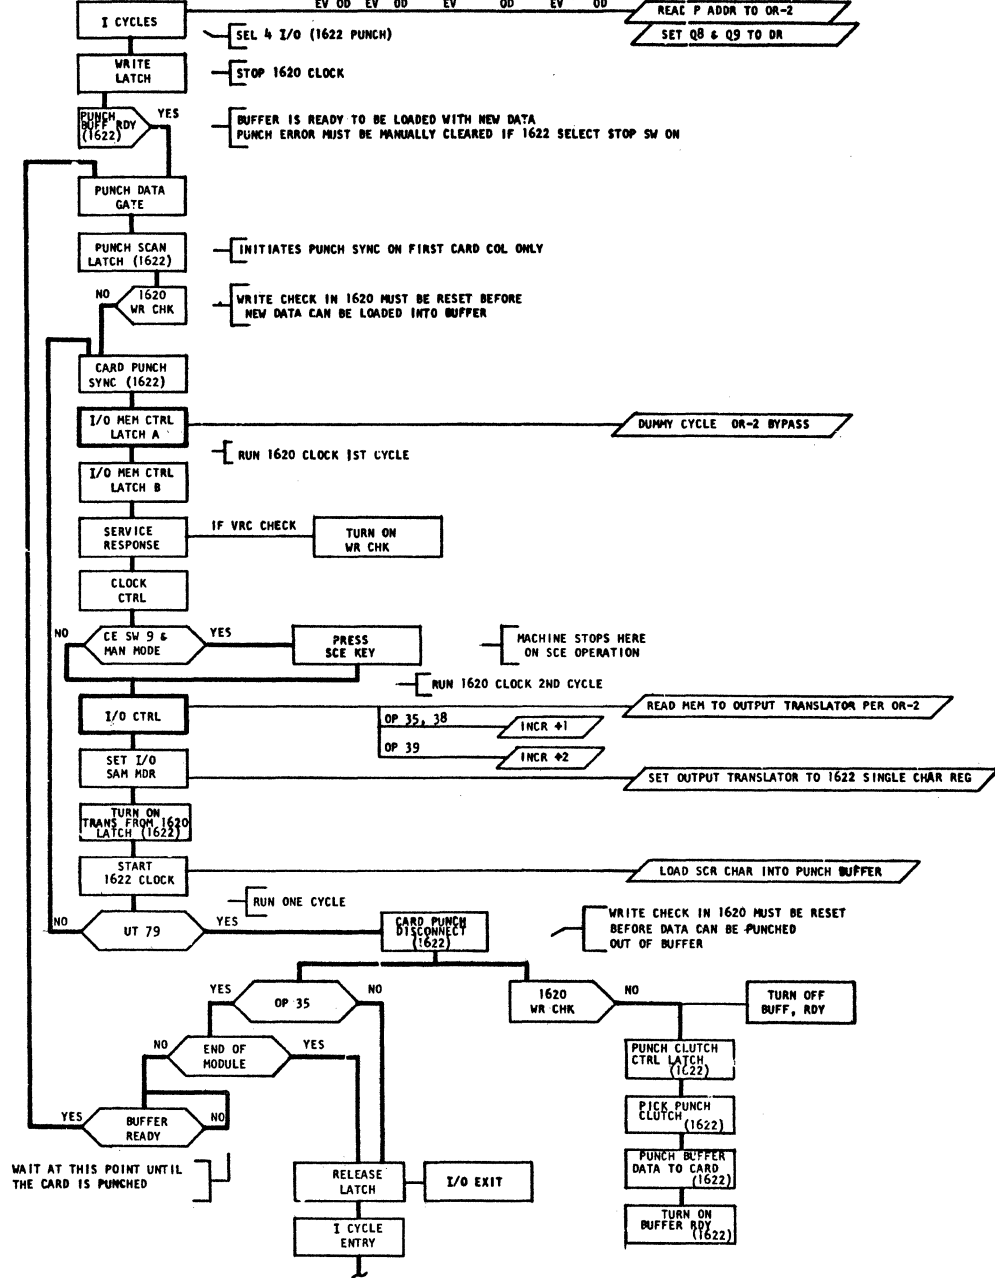 EV OD EV OD EV OD EV OD
I CYCLES
READ P ADDR TO OR-2
SET Q8 & Q9 TO DR
SEL 4 I/O (1622 PUNCH)
WRITE
LATCH
STOP 1620 CLOCK
PUNCH
BUFF RDY
(1622)
YES
BUFFER IS READY TO BE LOADED WITH NEW DATA
PUNCH ERROR MUST BE MANUALLY CLEARED IF 1622 SELECT STOP SW ON
PUNCH DATA
GATE
PUNCH SCAN
LATCH (1622)
INITIATES PUNCH SYNC ON FIRST CARD COL ONLY
NO
1620
WR CHK
WRITE CHECK IN 1620 MUST BE RESET BEFORE
NEW DATA CAN BE LOADED INTO BUFFER
CARD PUNCH
SYNC (1622)
I/O MEM CTRL
LATCH A
DUMMY CYCLE OR-2 BYPASS
RUN 1620 CLOCK 1ST CYCLE
I/O MEM CTRL
LATCH B
SERVICE
RESPONSE
IF VRC CHECK
TURN ON
WR CHK
CLOCK
CTRL
NO
CE SW 9 &
MAN MODE
YES
PRESS
SCE KEY
MACHINE STOPS HERE
ON SCE OPERATION
RUN 1620 CLOCK 2ND CYCLE
I/O CTRL
READ MEM TO OUTPUT TRANSLATOR PER OR-2
OP 35, 38
INCR +1
OP 39
INCR +2
SET I/O
SAM MDR
SET OUTPUT TRANSLATOR TO 1622 SINGLE CHAR REG
TURN ON
TRANS FROM 1620
LATCH (1622)
START
1622 CLOCK
LOAD SCR CHAR INTO PUNCH BUFFER
RUN ONE CYCLE
NO
UT 79
YES
CARD PUNCH
DISCONNECT
(1622)
WRITE CHECK IN 1620 MUST BE RESET
BEFORE DATA CAN BE PUNCHED
OUT OF BUFFER
YES
OP 35
NO
1620
WR CHK
NO
TURN OFF
BUFF, RDY
NO
END OF
MODULE
YES
PUNCH CLUTCH
CTRL LATCH
(1622)
YES
BUFFER
READY
NO
PICK PUNCH
CLUTCH
(1622)
WAIT AT THIS POINT UNTIL
THE CARD IS PUNCHED
RELEASE
LATCH
I/O EXIT
PUNCH BUFFER
DATA TO CARD
(1622)
I CYCLE
ENTRY
TURN ON
BUFFER RDY
(1622)